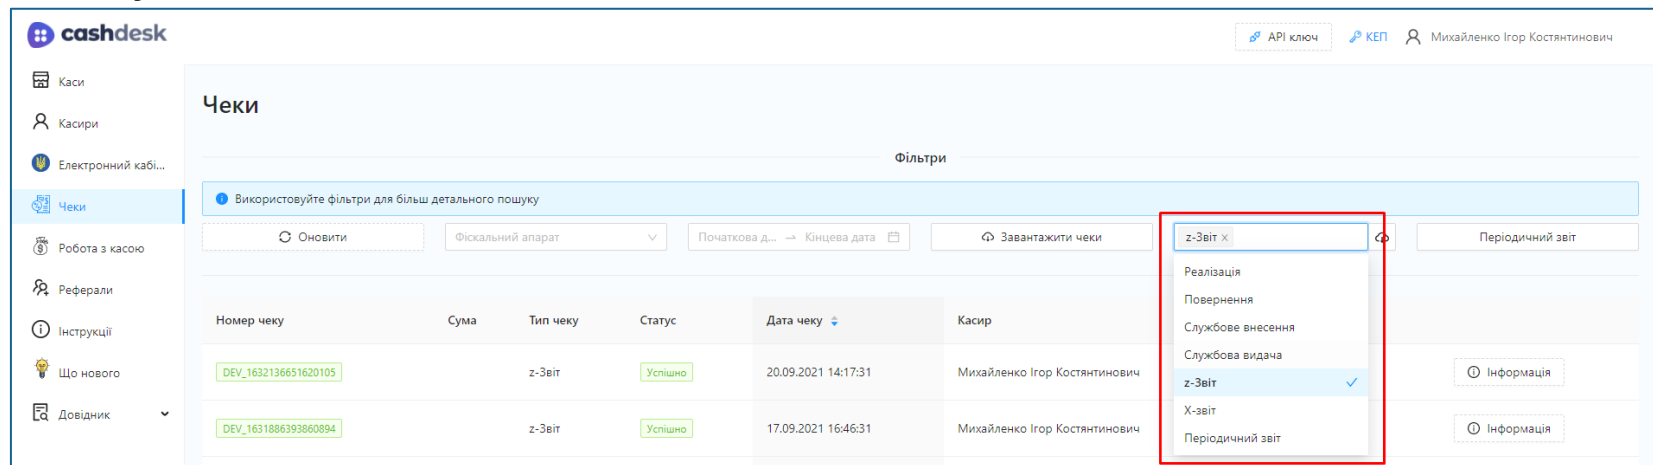 cashdesk
API ключ
КЕП
Михайленко Ігор Костянтинович
Каси
Касири
Електронний кабі...
Чеки
Робота з касою
Реферали
Інструкції
Що нового
Довідник
Чеки
Фільтри
Використовуйте фільтри для більш детального пошуку
Оновити
Фіскальний апарат
Початкова д... → Кінцева дата
Завантажити чеки
z-Звіт ×
Періодичний звіт
Реалізація
Повернення
Службове внесення
Службова видача
z-Звіт
X-звіт
Періодичний звіт
Номер чеку Сума Тип чеку Статус Дата чеку Касир
DEV_1632136651620105 z-Звіт Успішно 20.09.2021 14:17:31 Михайленко Ігор Костянтинович Інформація
DEV_1631886393860894 z-Звіт Успішно 17.09.2021 16:46:31 Михайленко Ігор Костянтинович Інформація